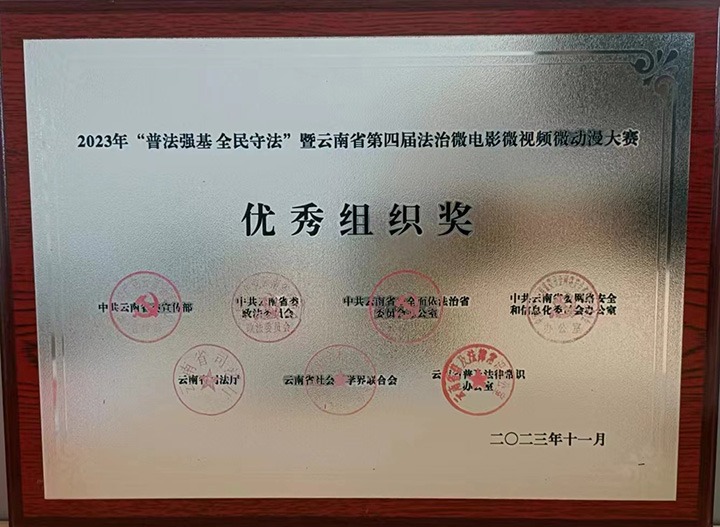 2023年“普法强基 全民守法”暨云南省第四届法治微电影微视频微动漫大赛
优秀组织奖
中共云南省委宣传部
中共云南省委
政法委员会
中共云南省委全面依法治省
委员会办公室
中共云南省委网络安全
和信息化委员会办公室
云南省司法厅
云南省社会科学界联合会
云南省普及法律常识
办公室
二〇二三年十一月